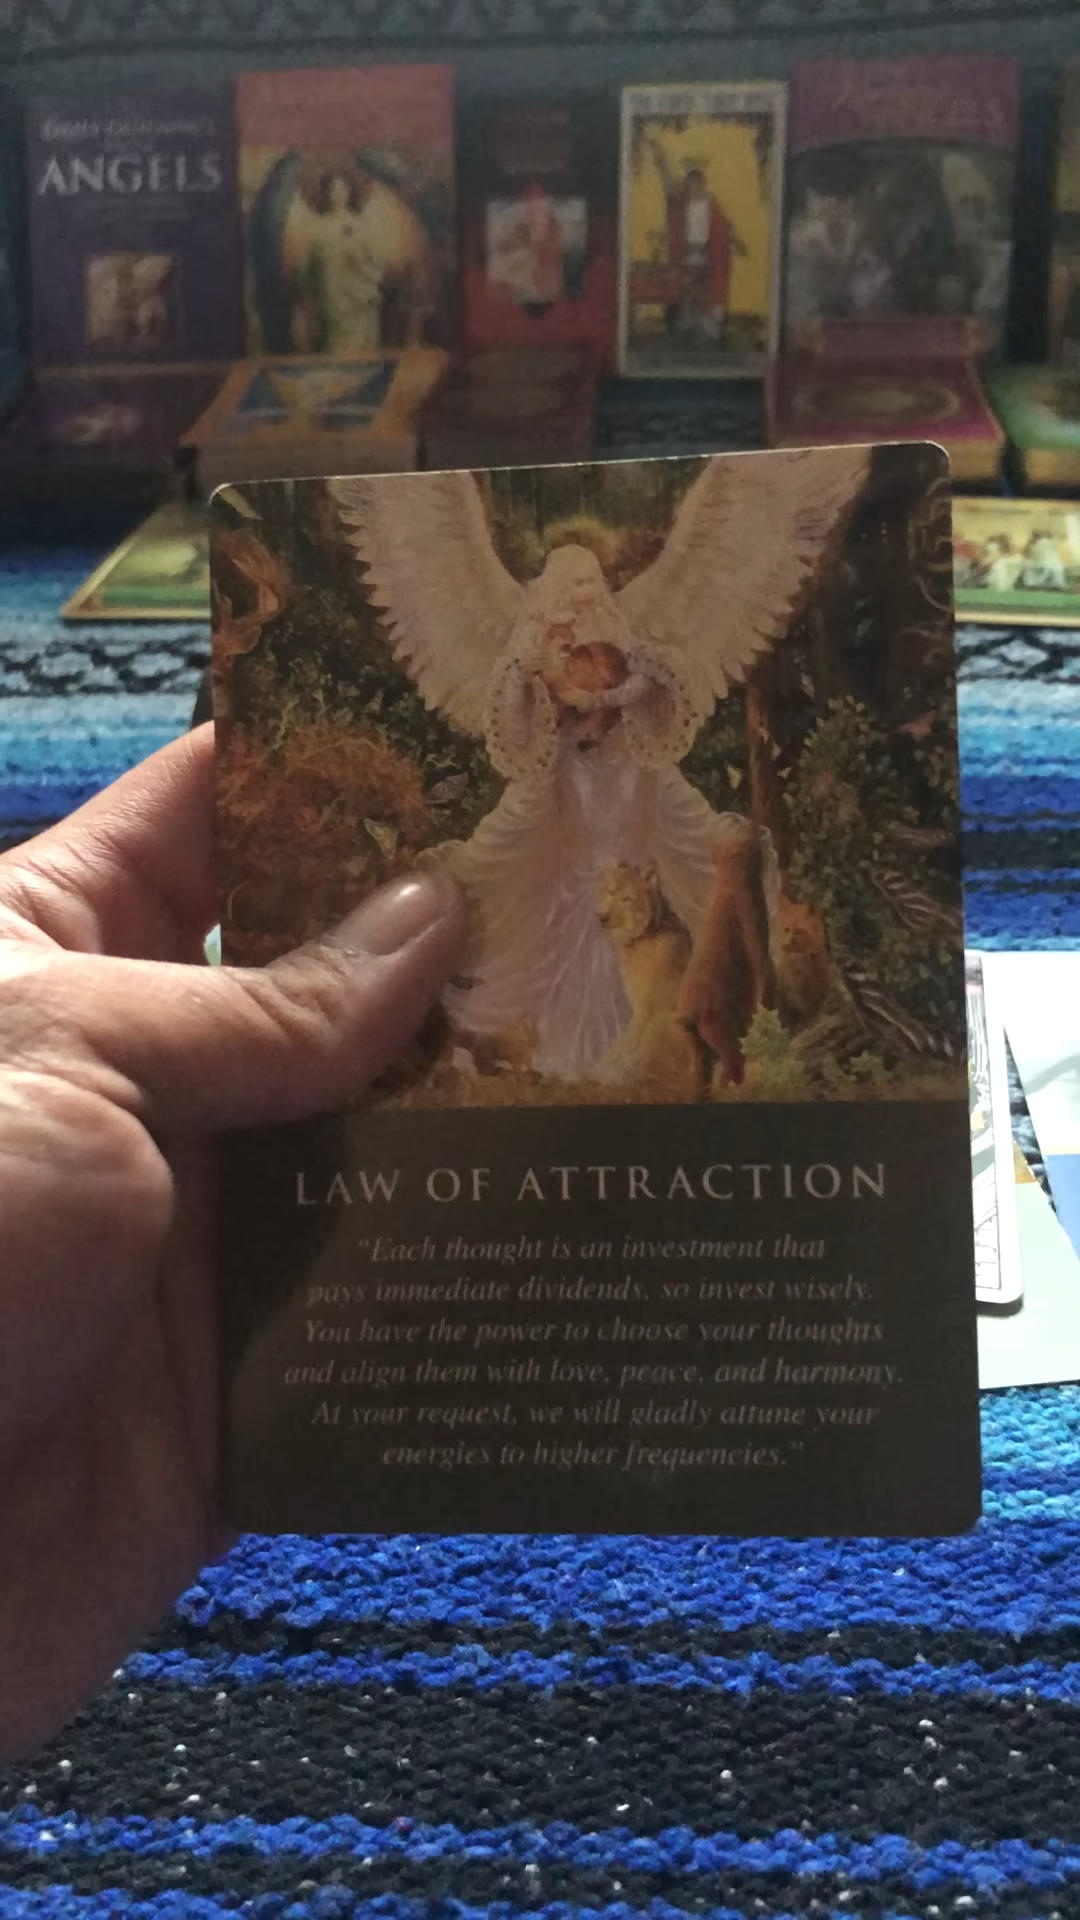 ANGELS
LAW OF ATTRACTION
"Each thought is an investment that
pays immediate dividends, so invest wisely.
You have the power to choose your thoughts
and align them with love, peace, and harmony.
At your request, we will gladly attune your
energies to higher frequencies."